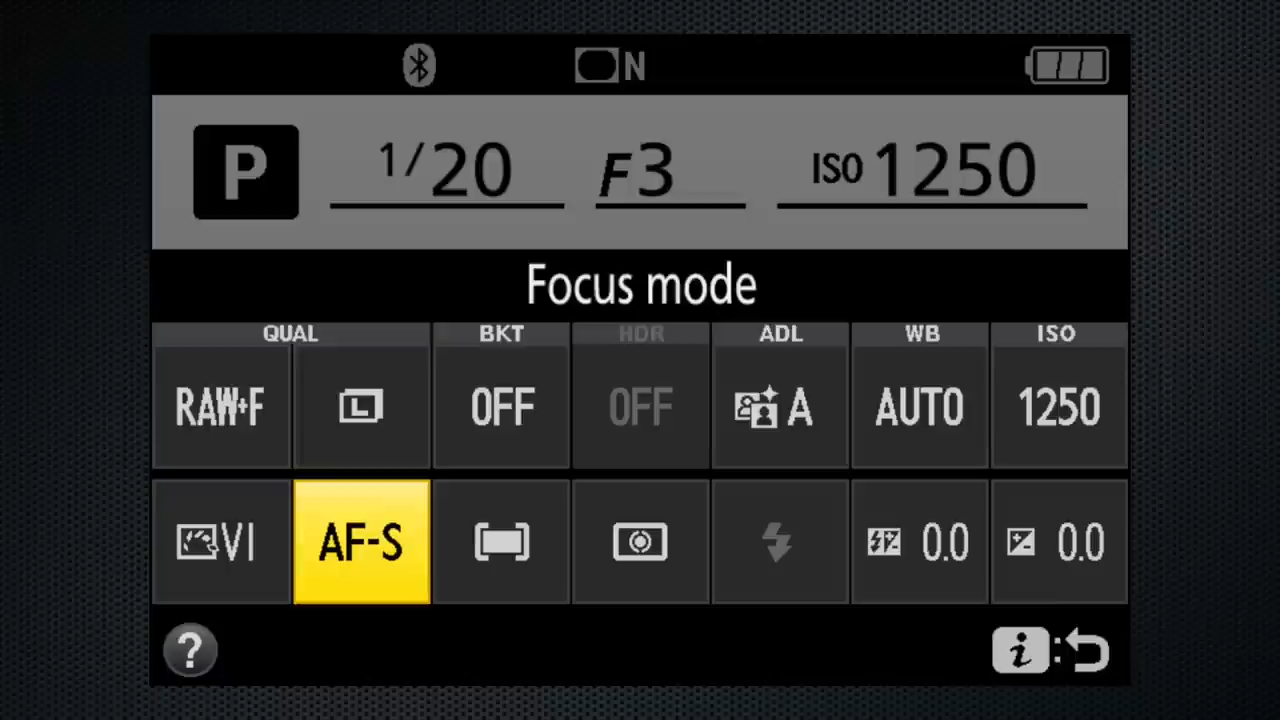 N
P 1/20 F3 ISO 1250
Focus mode
QUAL BKT HDR ADL WB ISO
RAW+F L OFF OFF A AUTO 1250
VI AF-S 0.0 0.0
? i